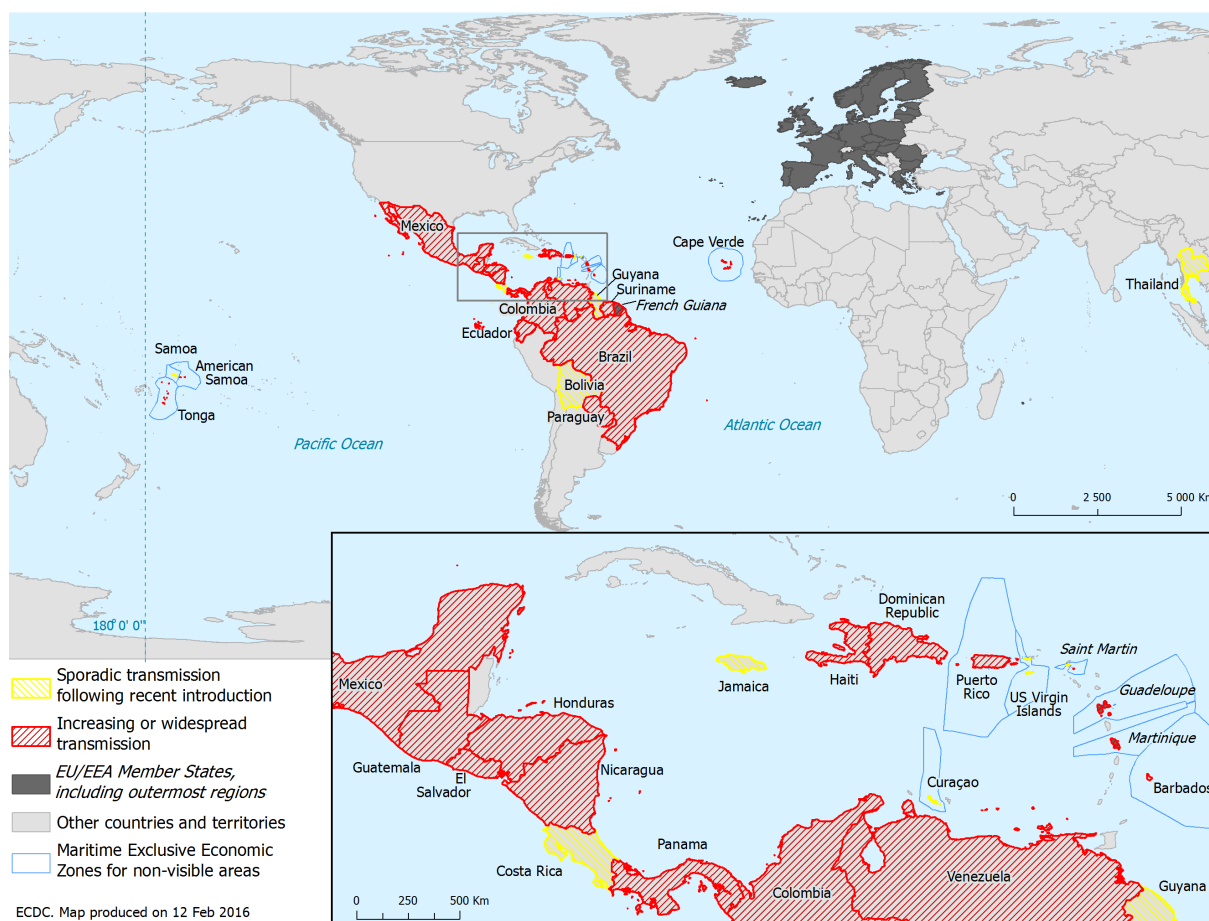 Mexico
Cape Verde
Guyana
Suriname
French Guiana
Thailand
Colombia
Ecuador
Brazil
Samoa
American
Samoa
Bolivia
Tonga
Paraguay
Pacific Ocean
Atlantic Ocean
0 2 500 5 000 Km
180° 0' 0"
Dominican
Republic
Saint Martin
Jamaica
Haiti
Puerto
Rico
US Virgin
Islands
Guadeloupe
Mexico
Honduras
Martinique
Guatemala
El
Salvador
Nicaragua
Curaçao
Barbados
Costa Rica
Panama
Venezuela
Colombia
Guyana
0 250 500 Km
Sporadic transmission
following recent introduction
Increasing or widespread
transmission
EU/EEA Member States,
including outermost regions
Other countries and territories
Maritime Exclusive Economic
Zones for non-visible areas
ECDC. Map produced on 12 Feb 2016